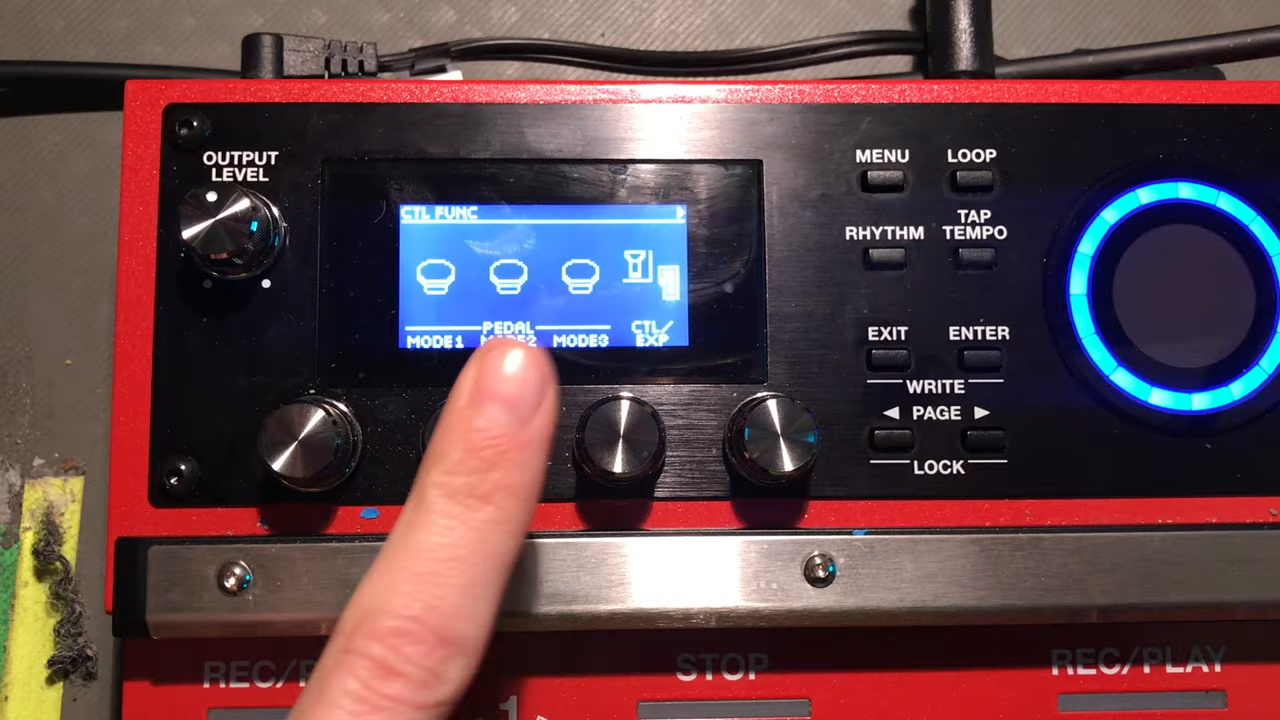 OUTPUT
LEVEL
CTL FUNC
PEDAL
MODE1
MODE3
CTL/
EXP
MENU
LOOP
RHYTHM
TAP
TEMPO
EXIT
ENTER
WRITE
◀ PAGE ▶
LOCK
STOP
REC/PLAY
1